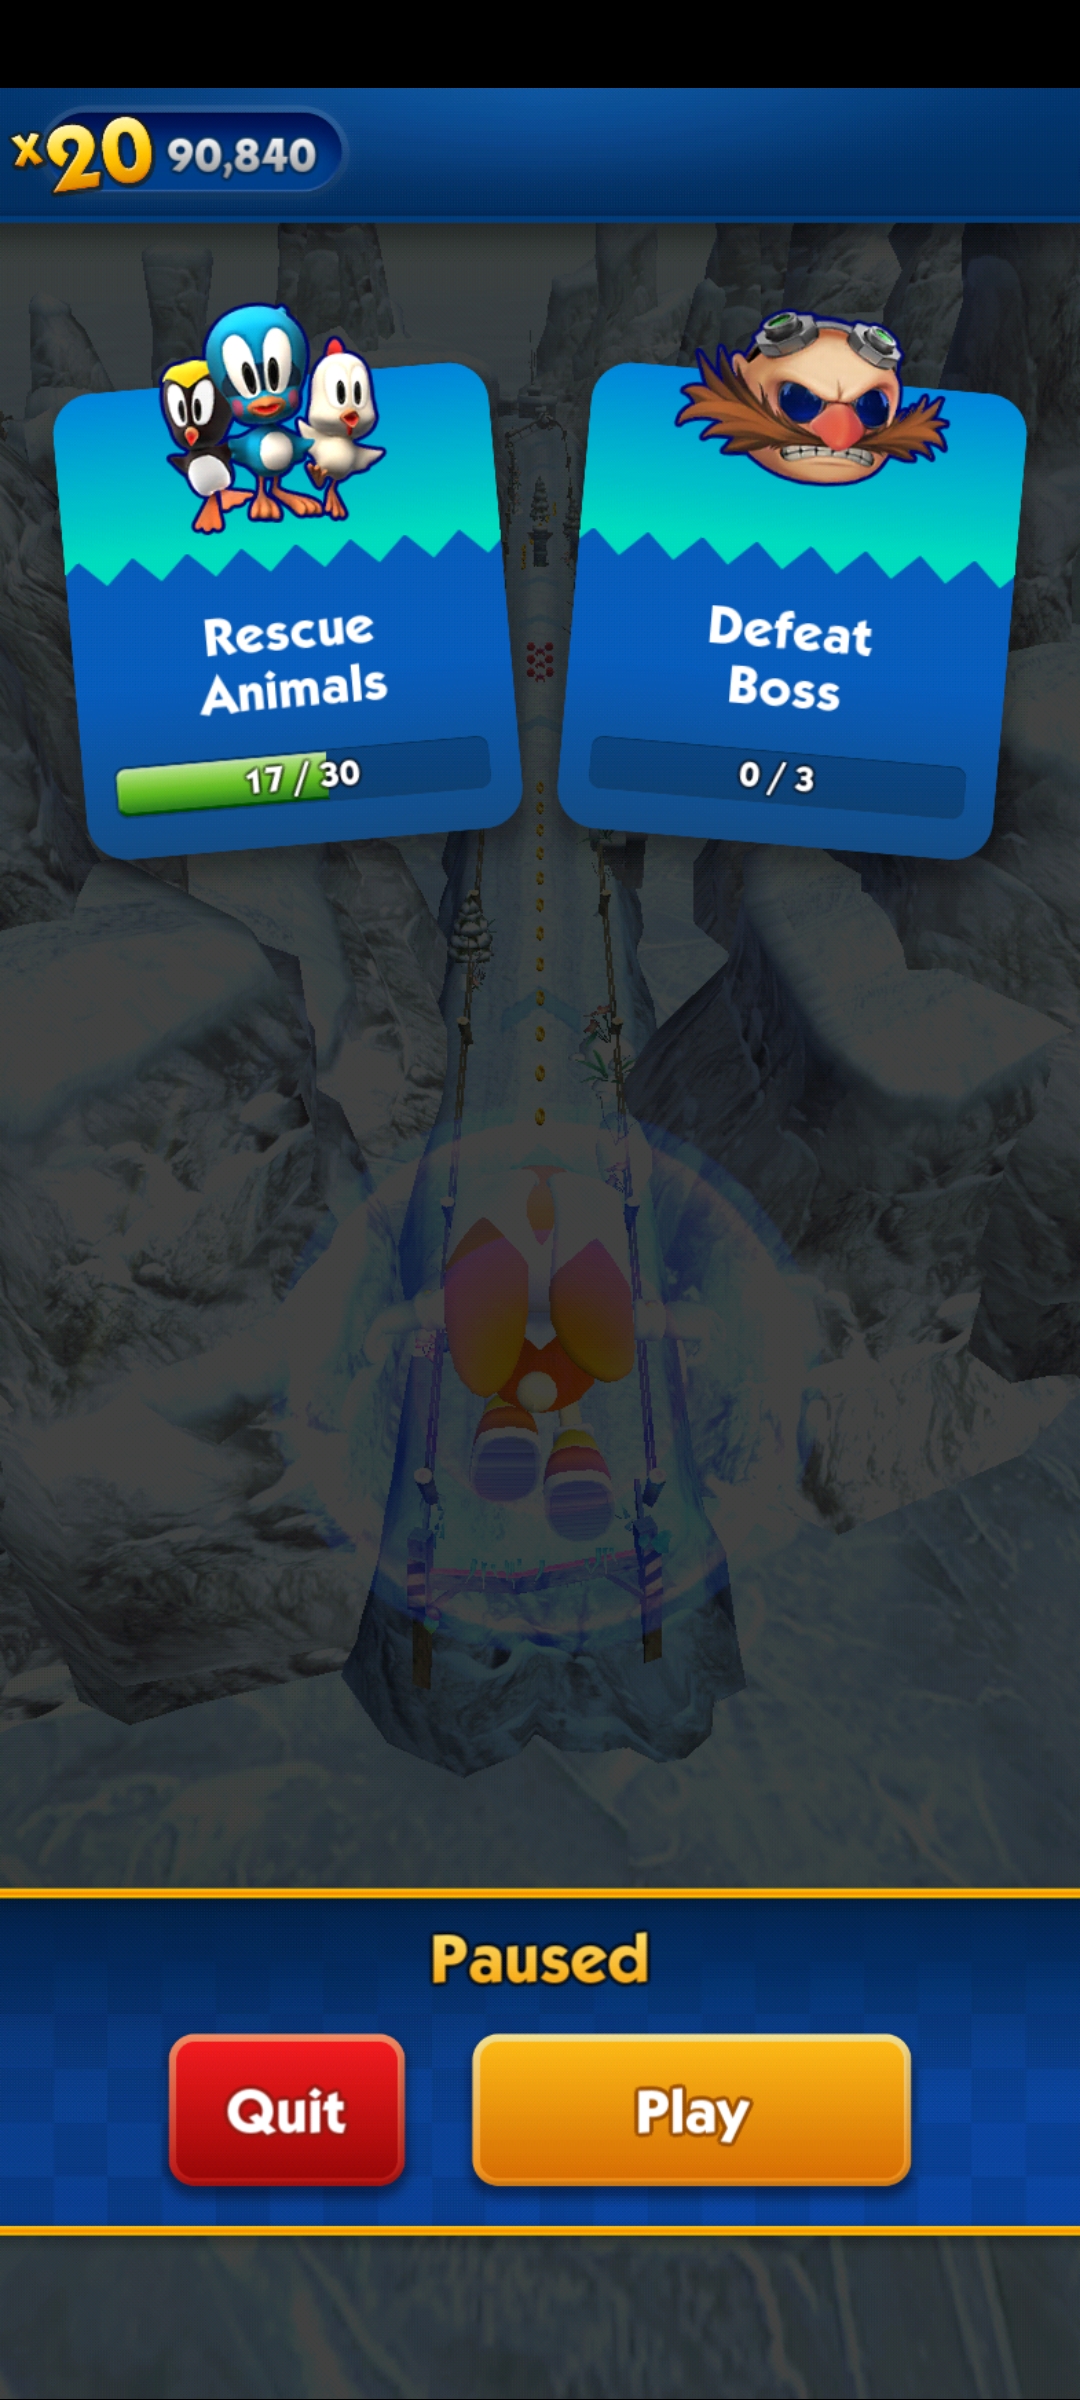 x20 90,840
Rescue
Animals
17 / 30
Defeat
Boss
0 / 3
Paused
Quit
Play